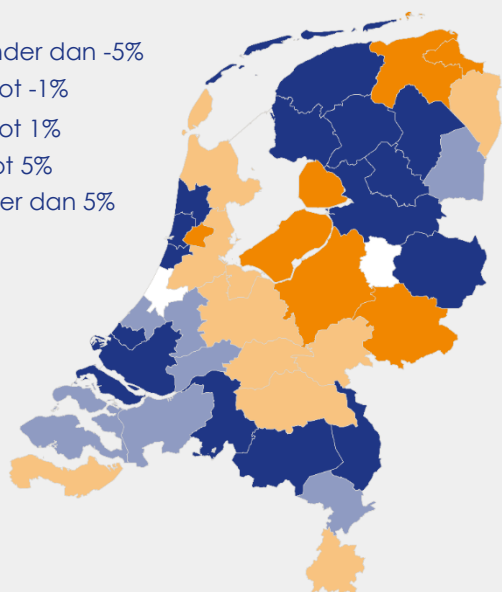 nder dan -5%
ot -1%
ot 1%
ot 5%
er dan 5%